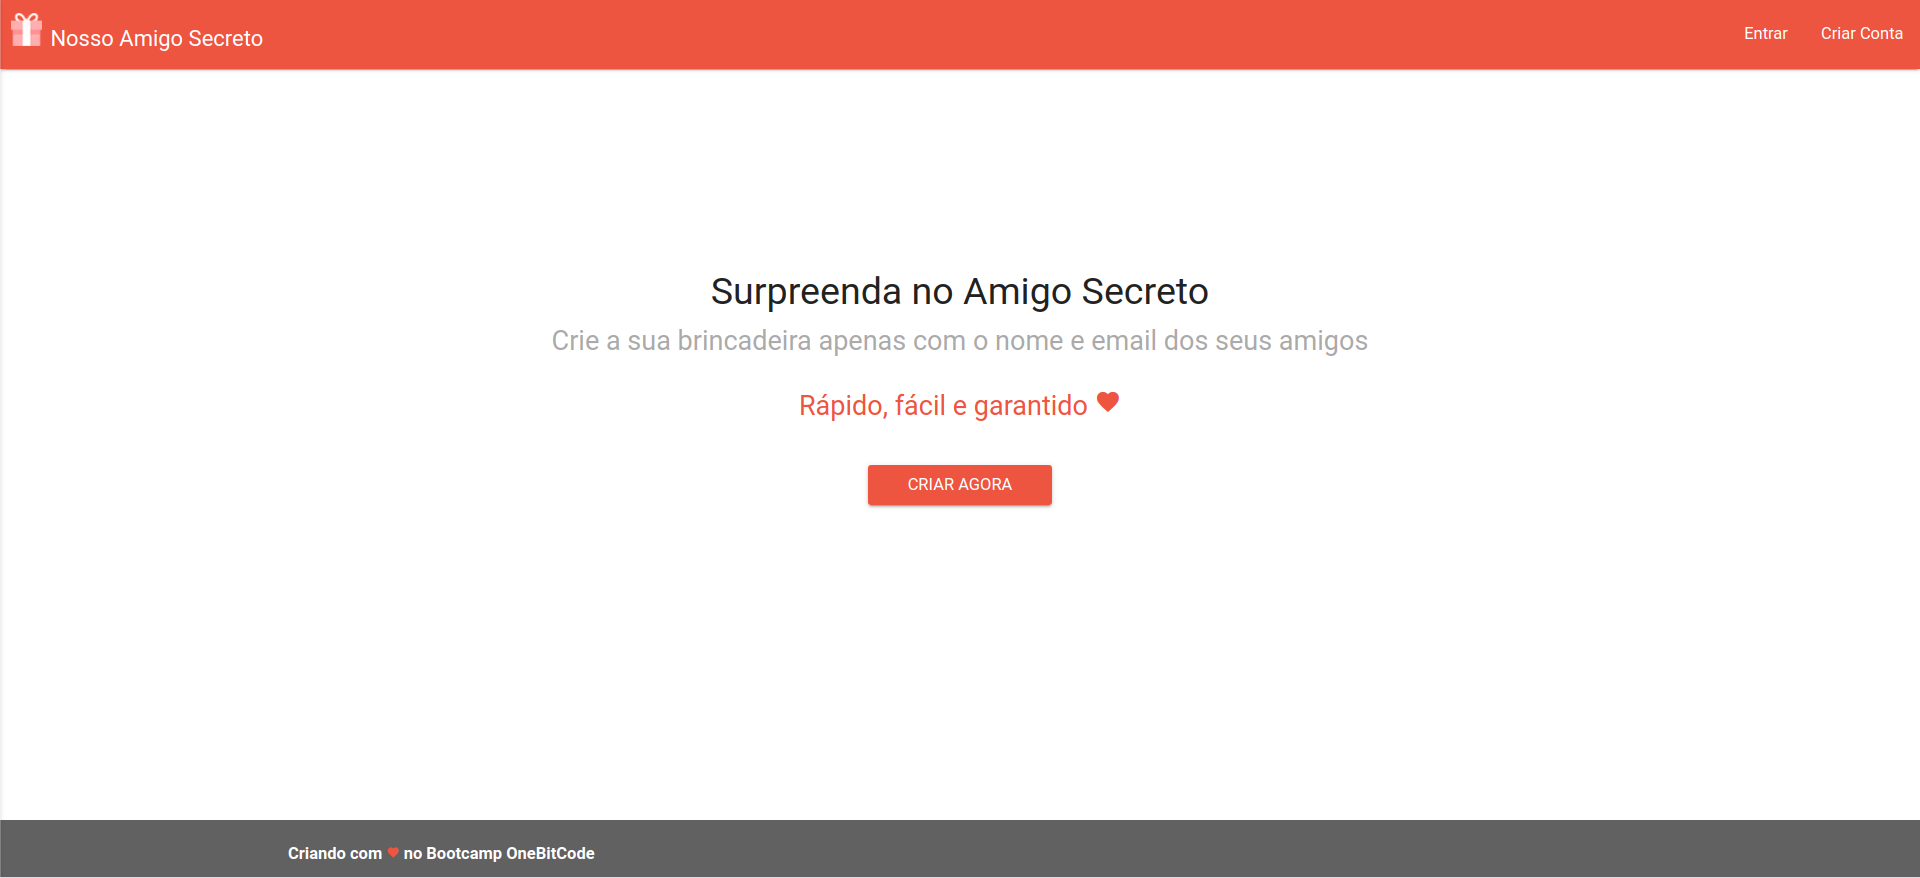 Nosso Amigo Secreto
Entrar
Criar Conta
Surpreenda no Amigo Secreto
Crie a sua brincadeira apenas com o nome e email dos seus amigos
Rápido, fácil e garantido
CRIAR AGORA
Criando com ❤ no Bootcamp OneBitCode